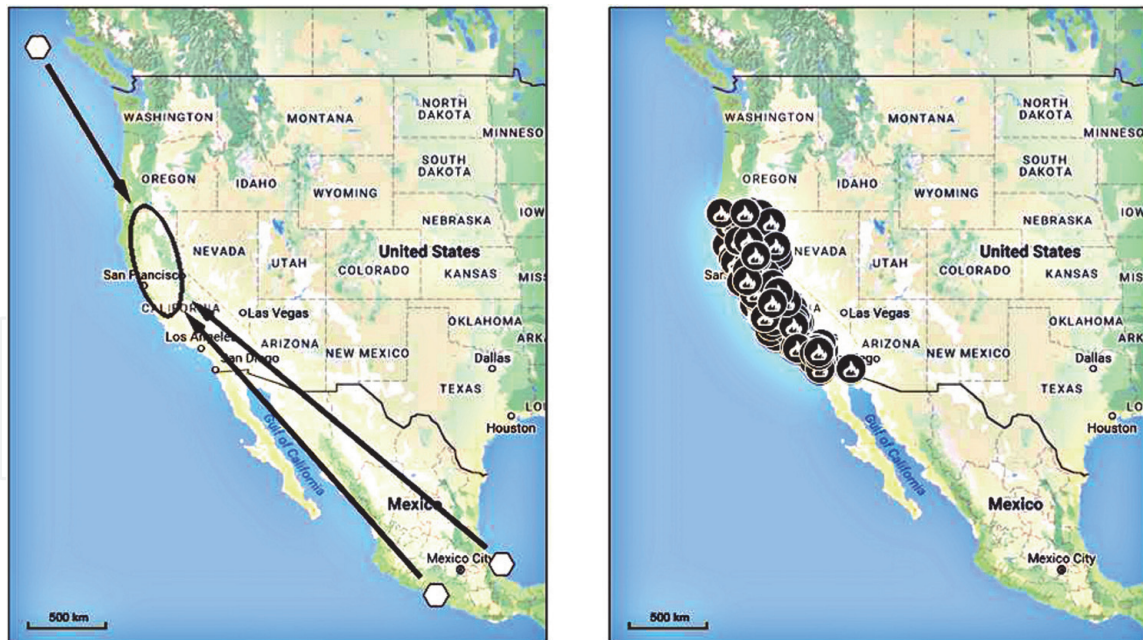 NORTH
DAKOTA
WASHINGTON
MONTANA
MINNESO
SOUTH
DAKOTA
OREGON
IDAHO
WYOMING
NEBRASKA
IOW
NEVADA
United States
UTAH
COLORADO
KANSAS
MISS
San Francisco
CALIFORNIA
Las Vegas
OKLAHOMA
ARK
Los Angeles
ARIZONA
NEW MEXICO
Dallas
San Diego
TEXAS
LOU
Houston
Gulf of California
Mexico
Mexico City
500 km
NORTH
DAKOTA
WASHINGTON
MONTANA
MINNESO
SOUTH
DAKOTA
OREGON
IDAHO
WYOMING
NEBRASKA
IOW
NEVADA
United States
UTAH
COLORADO
KANSAS
MIS
Sa
Las Vegas
OKLAHOMA
ARK
ARIZONA
NEW MEXICO
Dallas
iego
TEXAS
LO
Houston
Gulf of California
Mexico
Mexico City
500 km